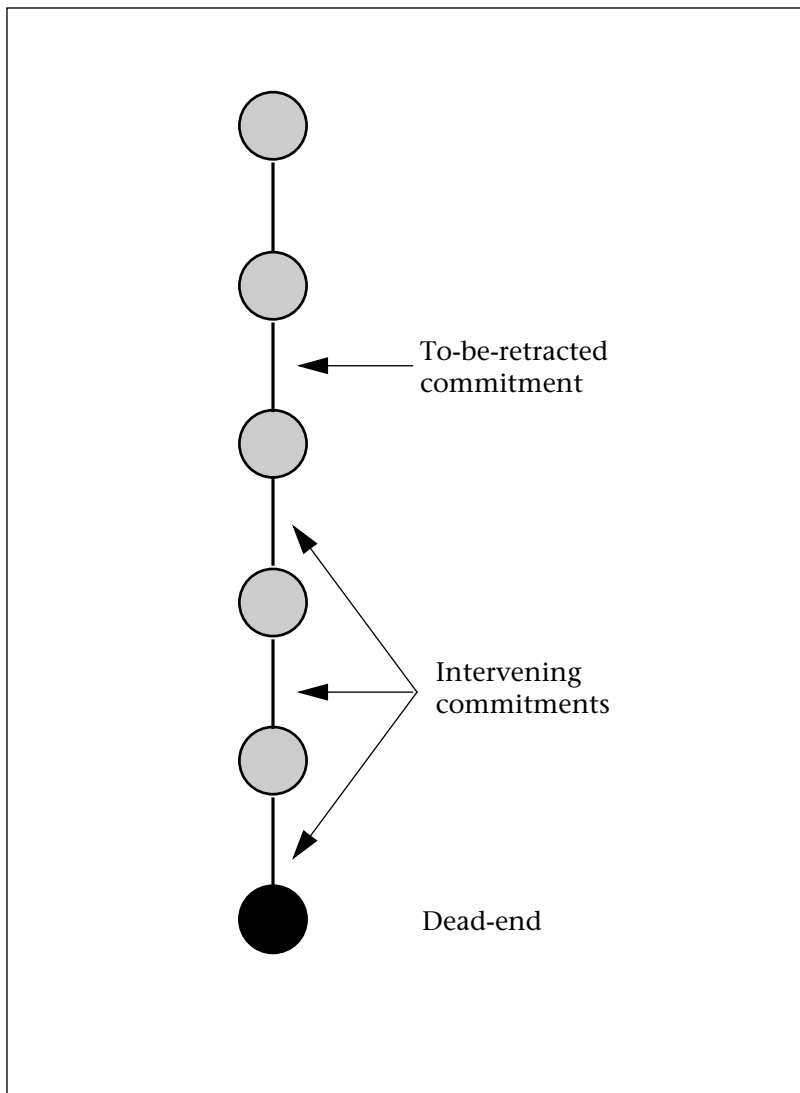 To-be-retracted
commitment
Intervening
commitments
Dead-end